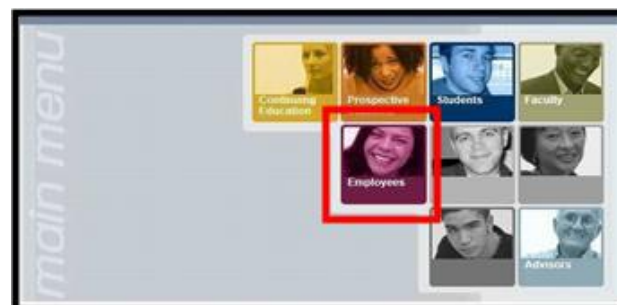 main menu
Continuing
Education
Prospective
Students
Faculty
Employees
Advisors